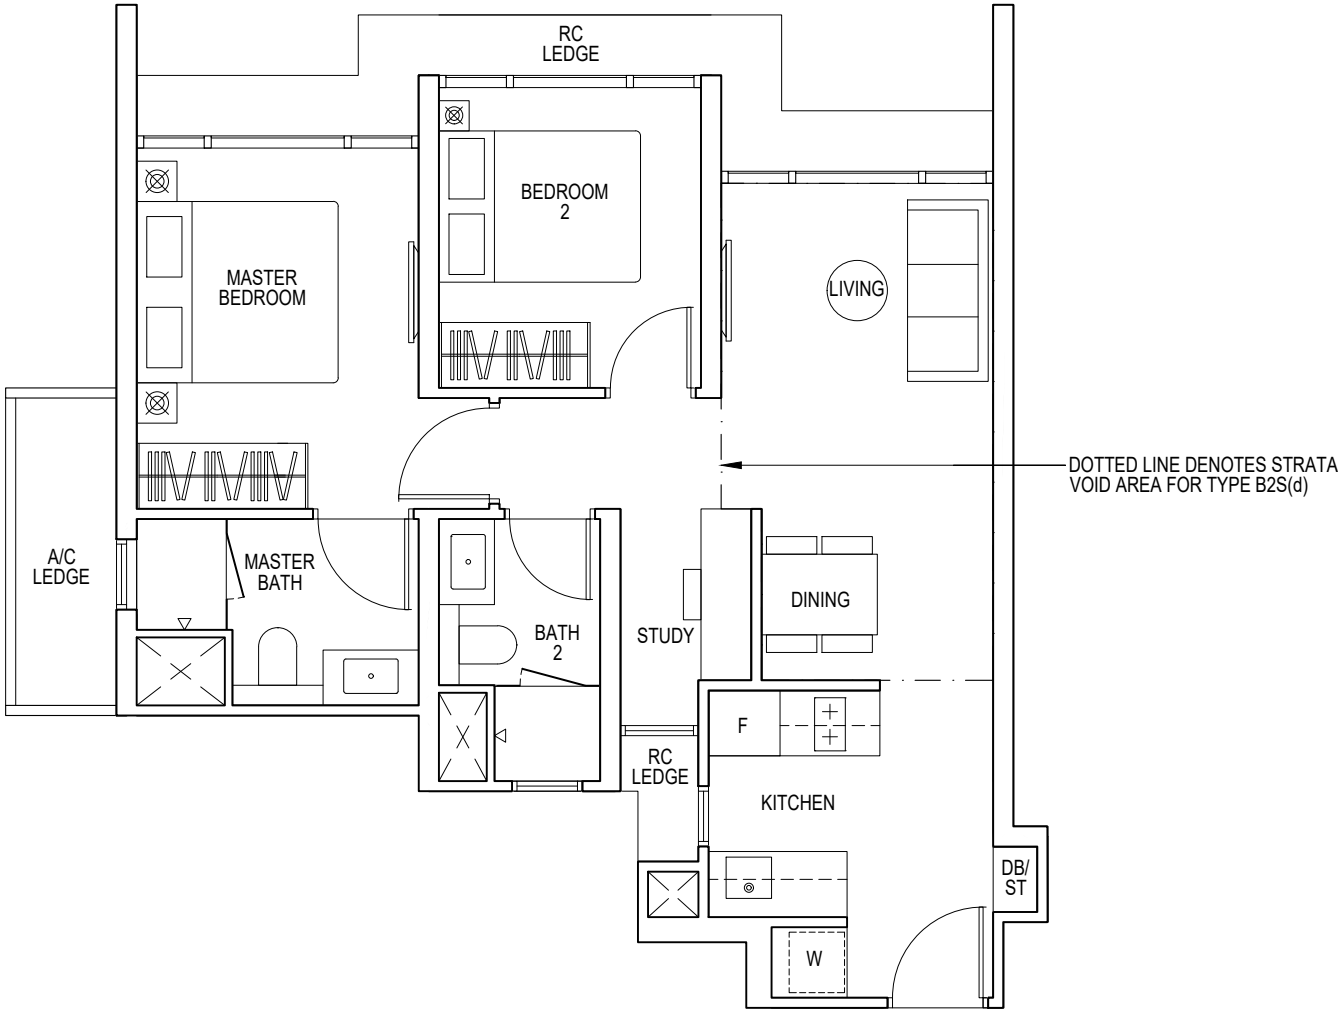 RC
LEDGE
BEDROOM
2
MASTER
BEDROOM
LIVING
DOTTED LINE DENOTES STRATA
VOID AREA FOR TYPE B2S(d)
A/C
LEDGE
MASTER
BATH
DINING
BATH
2
STUDY
F
RC
LEDGE
KITCHEN
DB/
ST
W